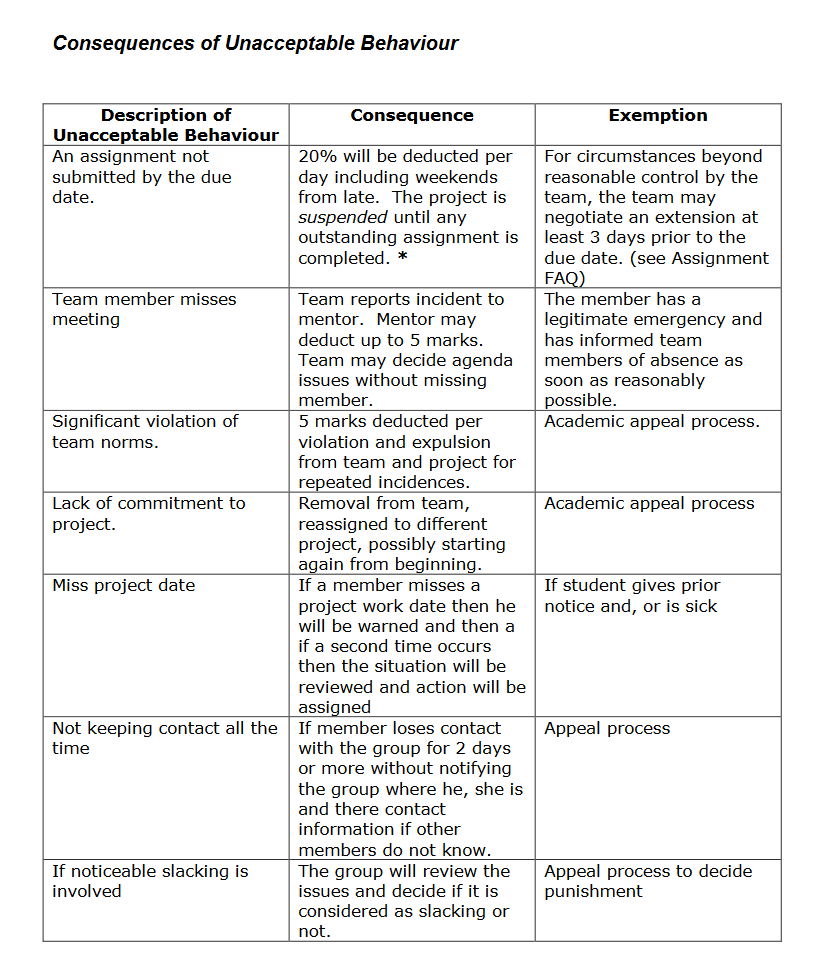 Consequences of Unacceptable Behaviour
Description of
Unacceptable Behaviour
Consequence
Exemption
An assignment not
submitted by the due
date.
20% will be deducted per
day including weekends
from late.  The project is
suspended until any
outstanding assignment is
completed. *
For circumstances beyond
reasonable control by the
team, the team may
negotiate an extension at
least 3 days prior to the
due date. (see Assignment
FAQ)
Team member misses
meeting
Team reports incident to
mentor.  Mentor may
deduct up to 5 marks.
Team may decide agenda
issues without missing
member.
The member has a
legitimate emergency and
has informed team
members of absence as
soon as reasonably
possible.
Significant violation of
team norms.
5 marks deducted per
violation and expulsion
from team and project for
repeated incidences.
Academic appeal process.
Lack of commitment to
project.
Removal from team,
reassigned to different
project, possibly starting
again from beginning.
Academic appeal process
Miss project date
If a member misses a
project work date then he
will be warned and then a
if a second time occurs
then the situation will be
reviewed and action will be
assigned
If student gives prior
notice and, or is sick
Not keeping contact all the
time
If member loses contact
with the group for 2 days
or more without notifying
the group where he, she is
and there contact
information if other
members do not know.
Appeal process
If noticeable slacking is
involved
The group will review the
issues and decide if it is
considered as slacking or
not.
Appeal process to decide
punishment